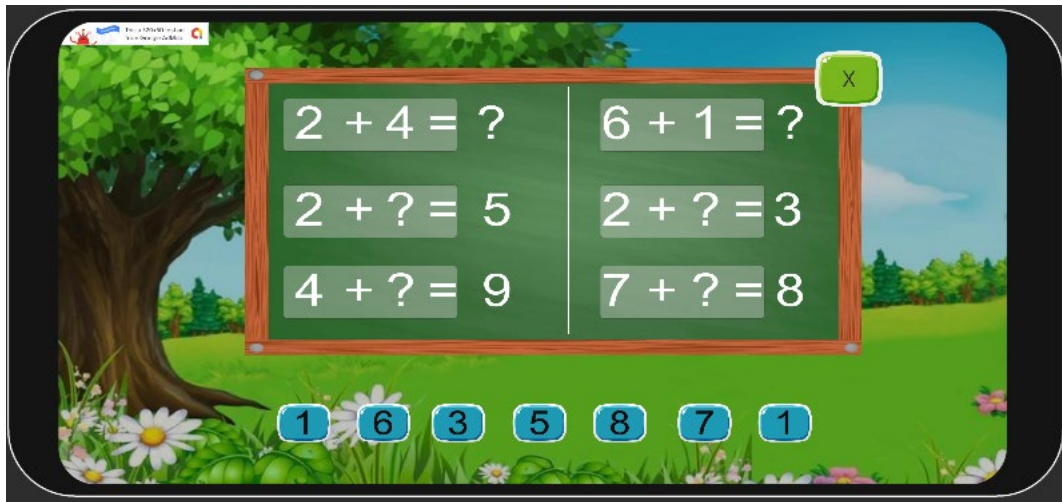 X
2 + 4 = ?
2 + ? = 5
4 + ? = 9
6 + 1 = ?
2 + ? = 3
7 + ? = 8
1 6 3 5 8 7 1